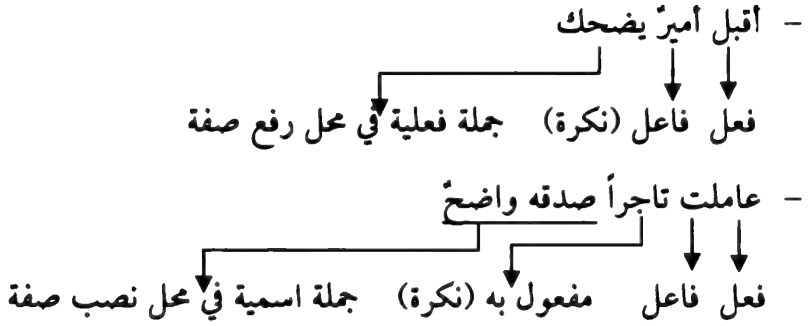 - أقبل أميرٌ يضحك
فعل فاعل (نكرة) جملة فعلية في محل رفع صفة
- عاملت تاجراً صدقه واضحٌ
فعل فاعل مفعول به (نكرة) جملة اسمية في محل نصب صفة